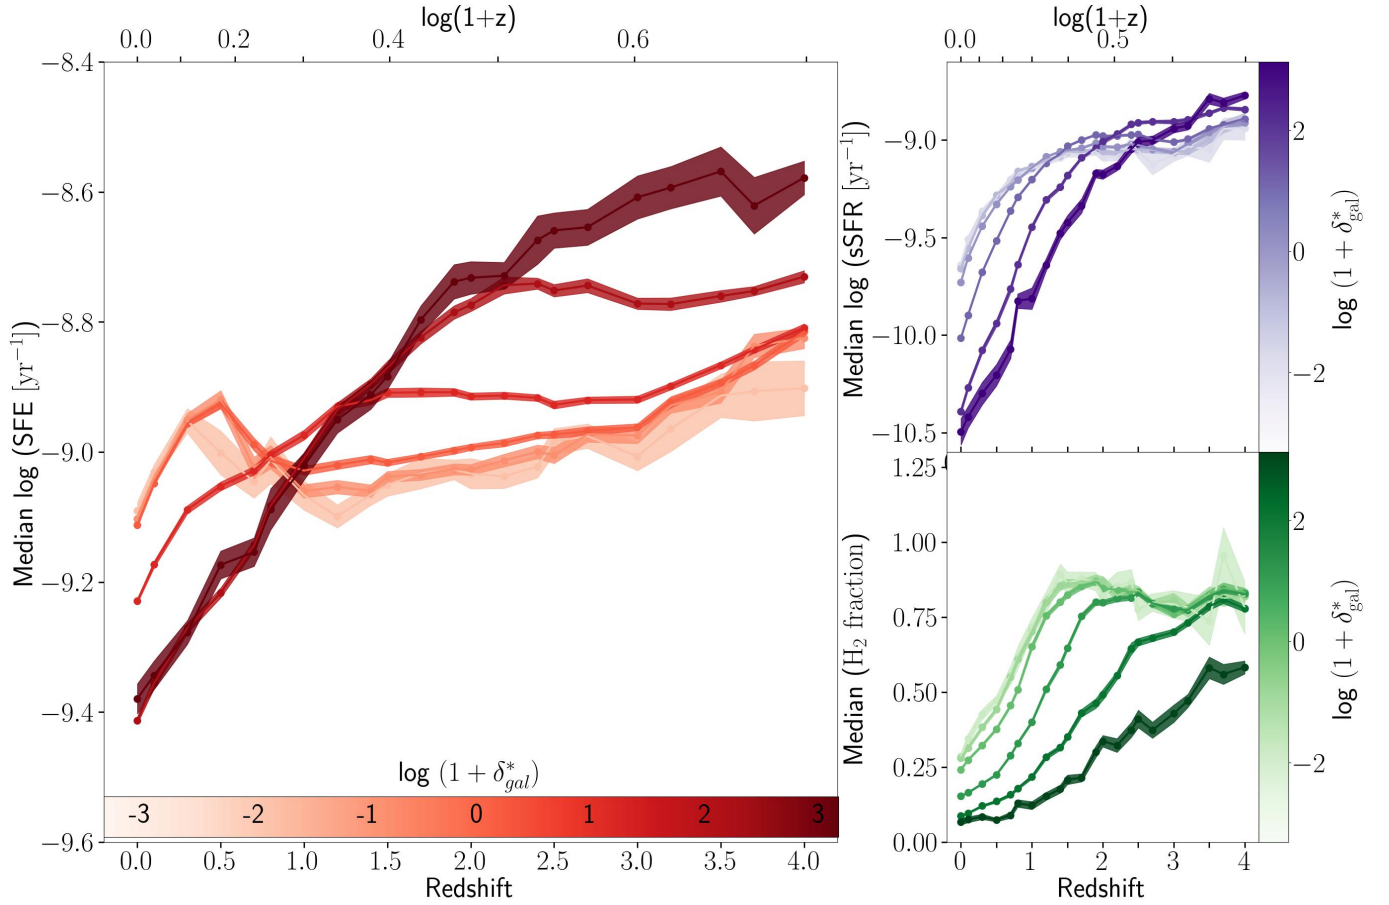 log(1+z)
0.0 0.2 0.4 0.6
−8.4
−8.6
−8.8
−9.0
−9.2
−9.4
−9.6
Median log (SFE [yr−1])
log (1 + δ*gal)
-3 -2 -1 0 1 2 3
0.0 0.5 1.0 1.5 2.0 2.5 3.0 3.5 4.0
Redshift
log(1+z)
0.0 0.5
−9.0
−9.5
−10.0
−10.5
Median log (sSFR [yr−1])
2
0
−2
log (1 + δ*gal)
1.25
1.00
0.75
0.50
0.25
0.00
Median (H2 fraction)
2
0
−2
log (1 + δ*gal)
0 1 2 3 4
Redshift